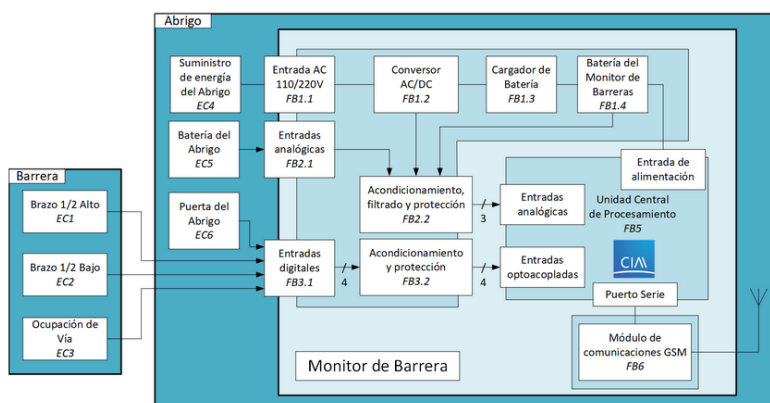 Abrigo
Suministro
de energía
del Abrigo
EC4
Entrada AC
110/220V
FB1.1
Conversor
AC/DC
FB1.2
Cargador de
Batería
FB1.3
Batería del
Monitor de
Barreras
FB1.4
Batería del
Abrigo
EC5
Entradas
analógicas
FB2.1
Entrada de
alimentación
Barrera
Brazo 1/2 Alto
EC1
Puerta del
Abrigo
EC6
Acondicionamiento,
filtrado y protección
FB2.2
3
Entradas
analógicas
Unidad Central
de Procesamiento
FB5
Brazo 1/2 Bajo
EC2
Entradas
digitales
FB3.1
4
Acondicionamiento
y protección
FB3.2
4
Entradas
optoacopladas
CIAA
Puerto Serie
Ocupación de
Vía
EC3
Monitor de Barrera
Módulo de
comunicaciones GSM
FB6